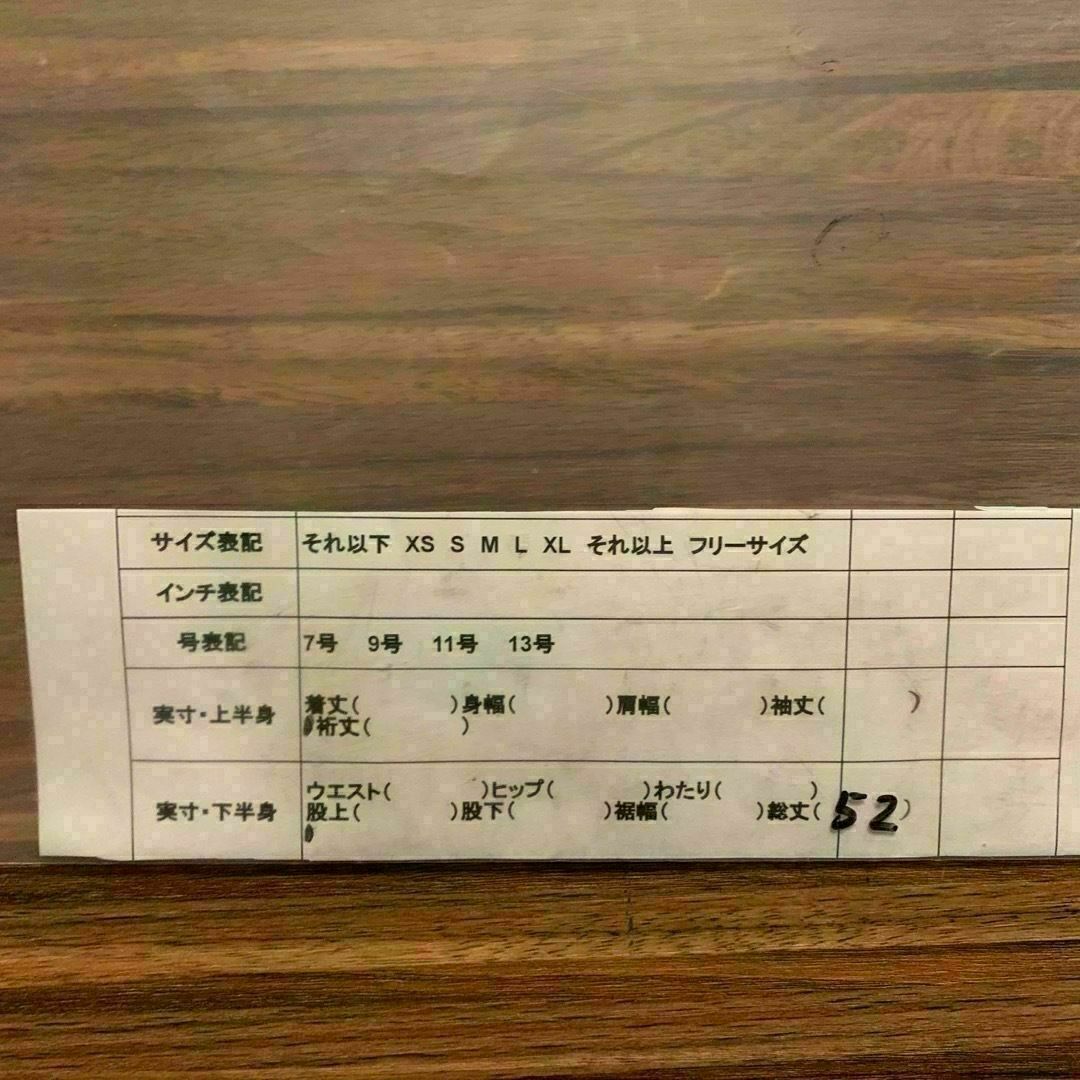 サイズ表記 それ以下 XS S M L XL それ以上 フリーサイズ
インチ表記
号表記 7号 9号 11号 13号
実寸・上半身 着丈( )身幅( )肩幅( )袖丈( )
裄丈( )
実寸・下半身 ウエスト( )ヒップ( )わたり( )
股上( )股下( )裾幅( )総丈( 52 )